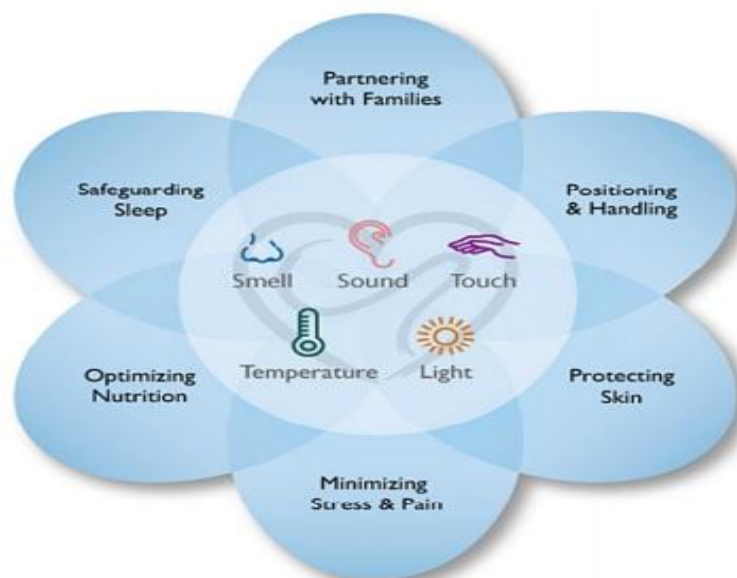 Partnering
with Families
Safeguarding
Sleep
Positioning
& Handling
Smell
Sound
Touch
Temperature
Light
Optimizing
Nutrition
Protecting
Skin
Minimizing
Stress & Pain